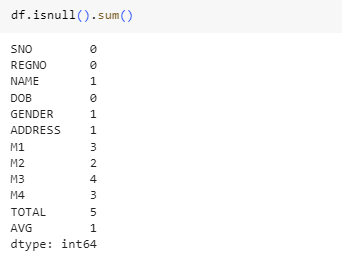 df.isnull().sum()
SNO        0
REGNO      0
NAME       1
DOB        0
GENDER     1
ADDRESS    1
M1         3
M2         2
M3         4
M4         3
TOTAL      5
AVG        1
dtype: int64